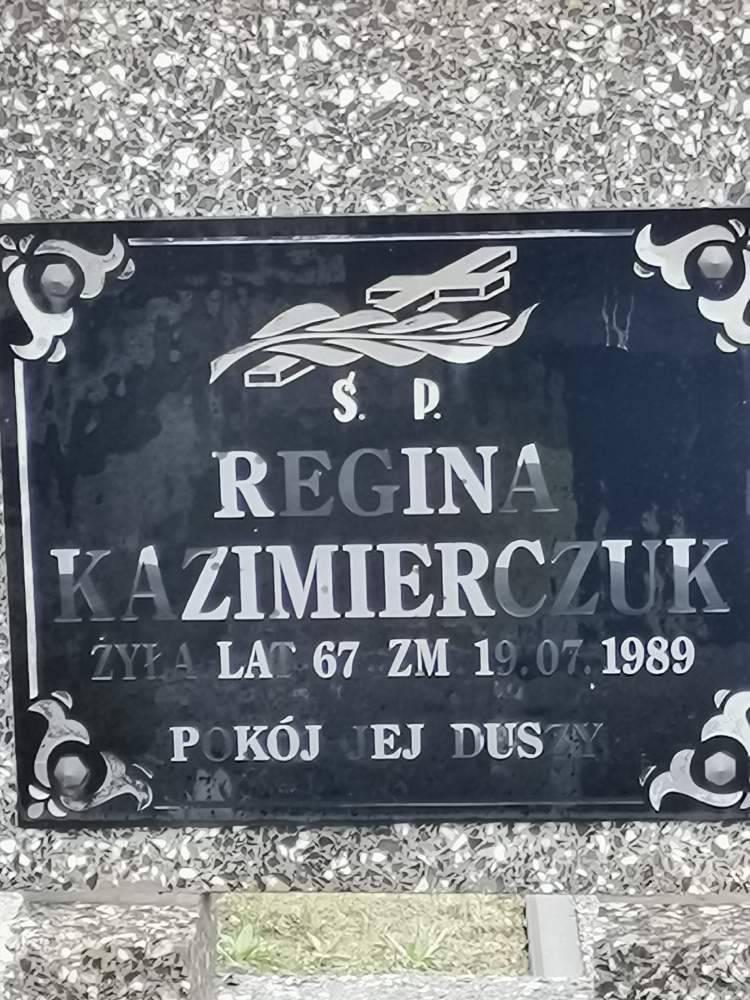 Ś. P.
REGINA
KAZIMIERCZUK
ŻYŁA LAT 67 ZM 19.07.1989
POKÓJ JEJ DUSZY